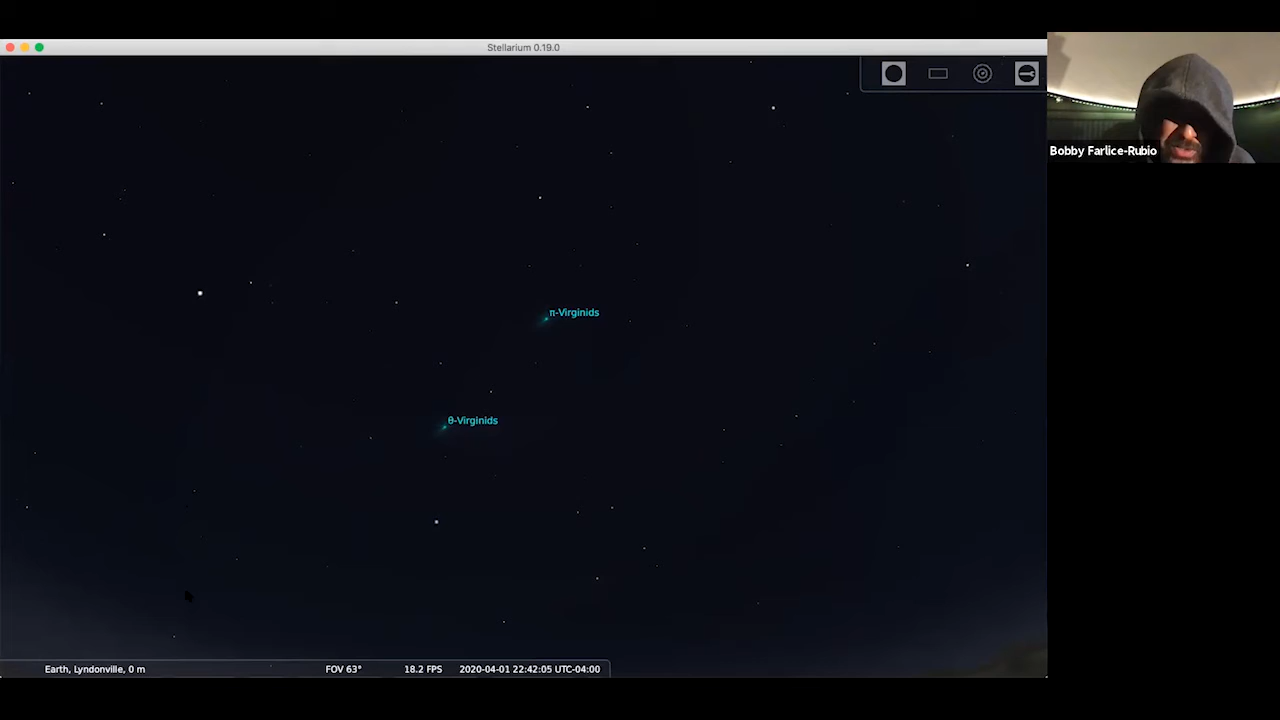 Stellarium 0.19.0
Bobby Farlice-Rubio
π-Virginids
θ-Virginids
Earth, Lyndonville, 0 m FOV 63° 18.2 FPS 2020-04-01 22:42:05 UTC-04:00